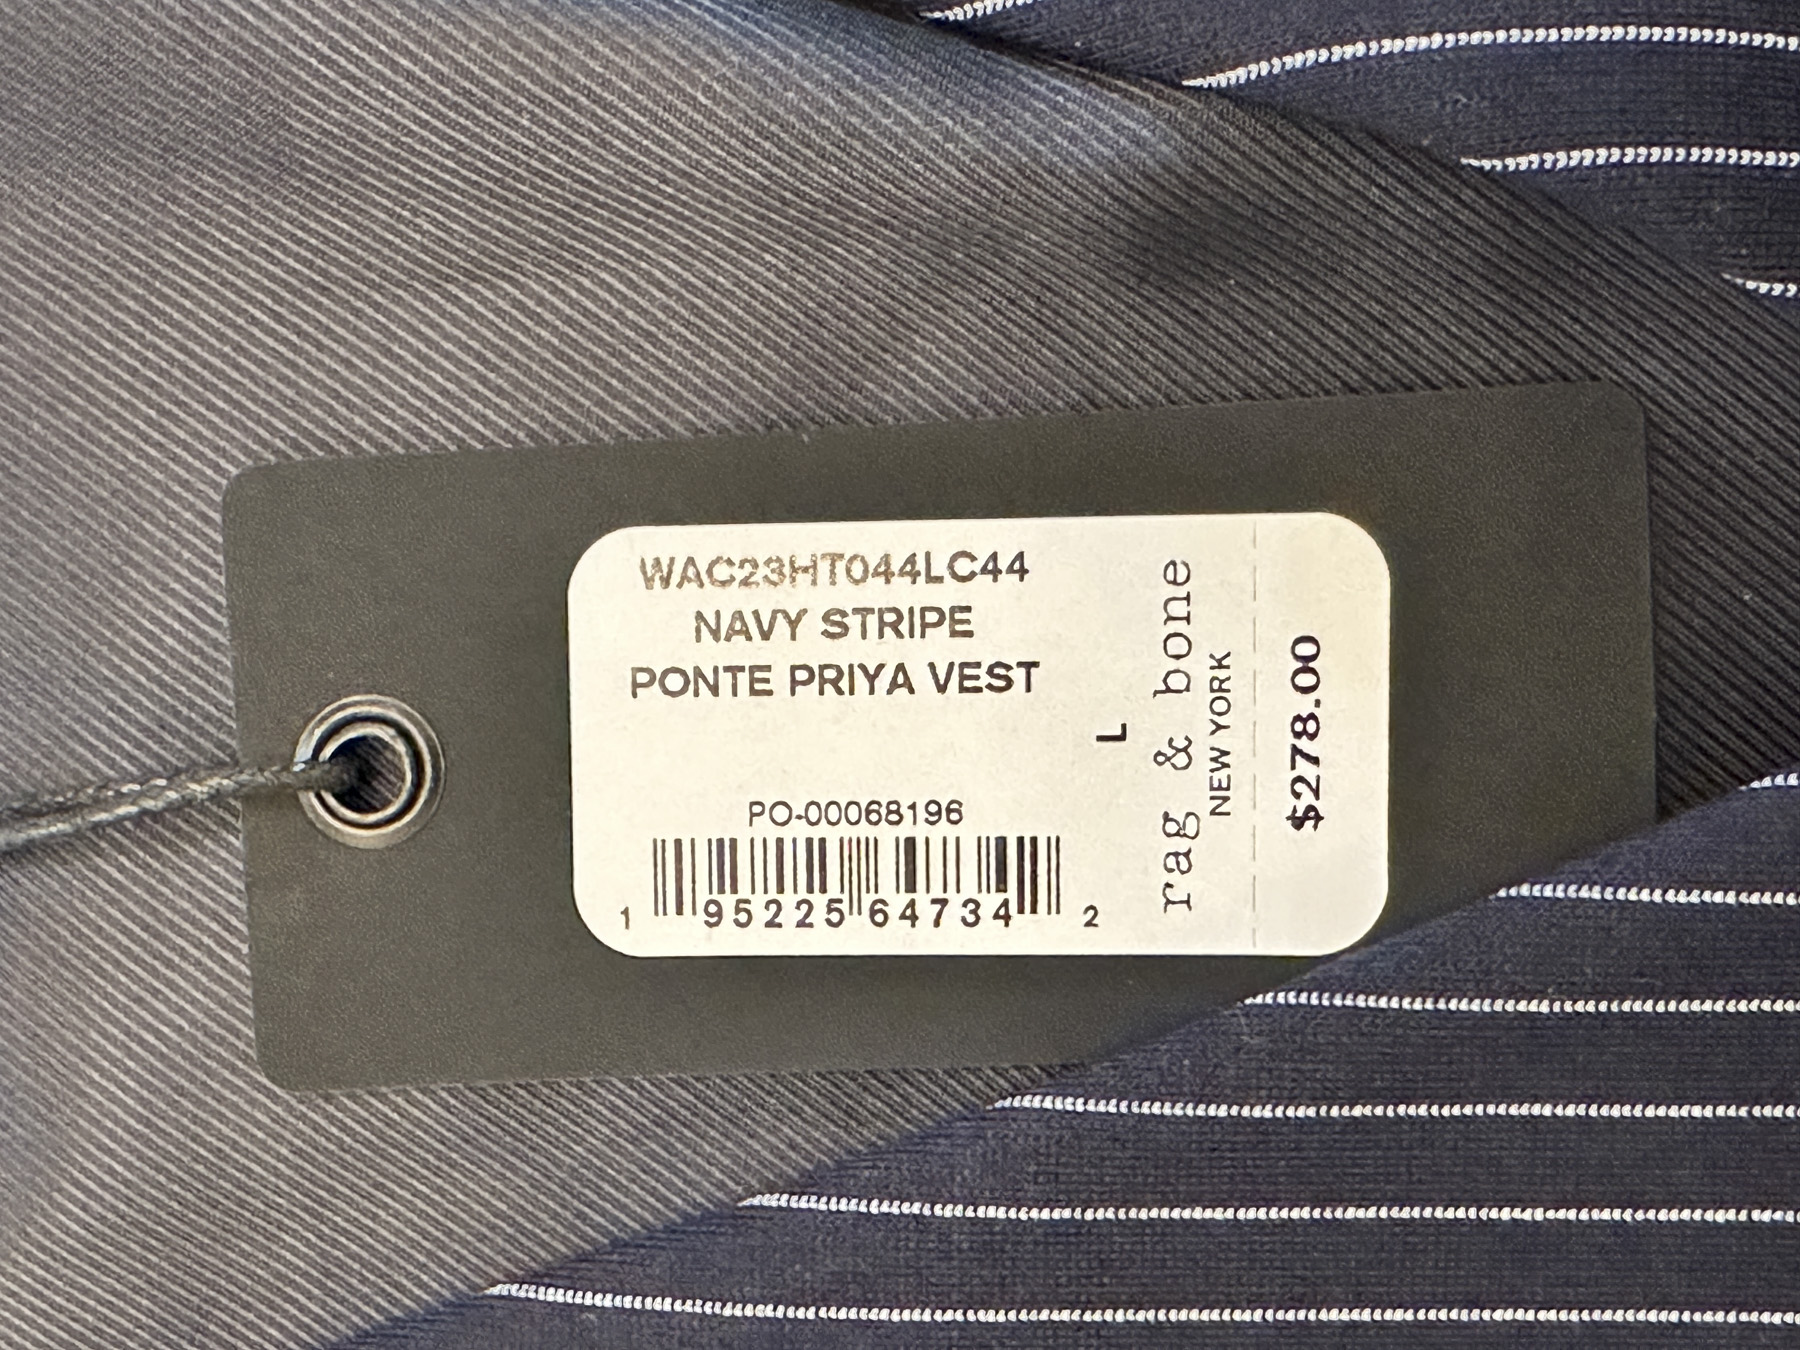 WAC23HT044LC44
NAVY STRIPE
PONTE PRIYA VEST
PO-00068196
1 95225 64734 2
L
rag & bone
NEW YORK
$278.00